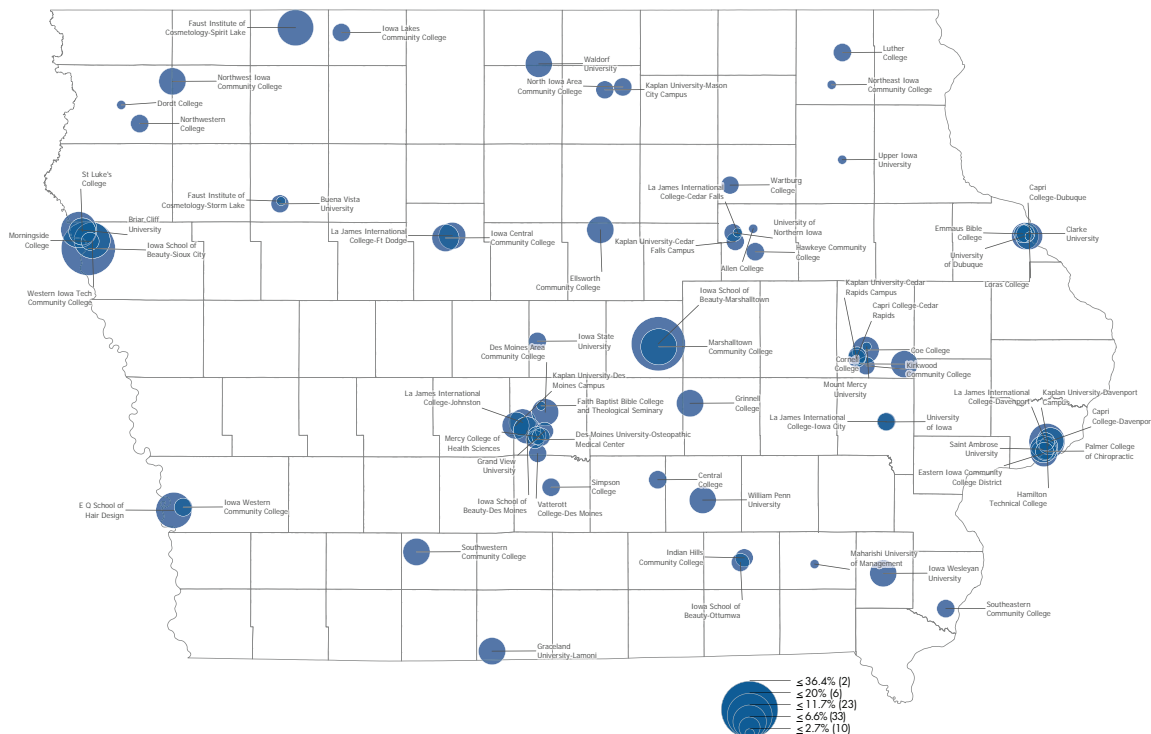 Faust Institute of
Cosmetology-Spirit Lake
Iowa Lakes
Community College
Luther
College
Waldorf
University
Northwest Iowa
Community College
North Iowa Area
Community College
Kaplan University-Mason
City Campus
Northeast Iowa
Community College
Dordt College
Northwestern
College
Upper Iowa
University
St Luke's
College
Wartburg
College
La James International
College-Cedar Falls
Capri
College-Dubuque
Faust Institute of
Cosmetology-Storm Lake
Buena Vista
University
Briar Cliff
University
Morningside
College
Iowa School of
Beauty-Sioux City
La James International
College-Ft Dodge
Iowa Central
Community College
Kaplan University-Cedar
Falls Campus
University of
Northern Iowa
Hawkeye Community
College
Allen College
Emmaus Bible
College
Clarke
University
University
of Dubuque
Loras College
Ellsworth
Community College
Western Iowa Tech
Community College
Iowa School of
Beauty-Marshalltown
Kaplan University-Cedar
Rapids Campus
Capri College-Cedar
Rapids
Iowa State
University
Des Moines Area
Community College
Marshalltown
Community College
Coe College
Cornell
College
Kirkwood
Community College
Mount Mercy
University
Kaplan University-Des
Moines Campus
La James International
College-Johnston
Faith Baptist Bible College
and Theological Seminary
Grinnell
College
La James International
College-Iowa City
University
of Iowa
La James International
College-Davenport
Kaplan University-Davenport
Campus
Capri
College-Davenport
Mercy College of
Health Sciences
Des Moines University-Osteopathic
Medical Center
Grand View
University
Saint Ambrose
University
Palmer College
of Chiropractic
Eastern Iowa Community
College District
Hamilton
Technical College
Simpson
College
Central
College
William Penn
University
Iowa School of
Beauty-Des Moines
Vatterott
College-Des Moines
E Q School of
Hair Design
Iowa Western
Community College
Southwestern
Community College
Indian Hills
Community College
Maharishi University
of Management
Iowa Wesleyan
University
Iowa School of
Beauty-Ottumwa
Southeastern
Community College
Graceland
University-Lamoni
≤36.4% (2)
≤20% (6)
≤11.7% (23)
≤6.6% (33)
≤2.7% (10)